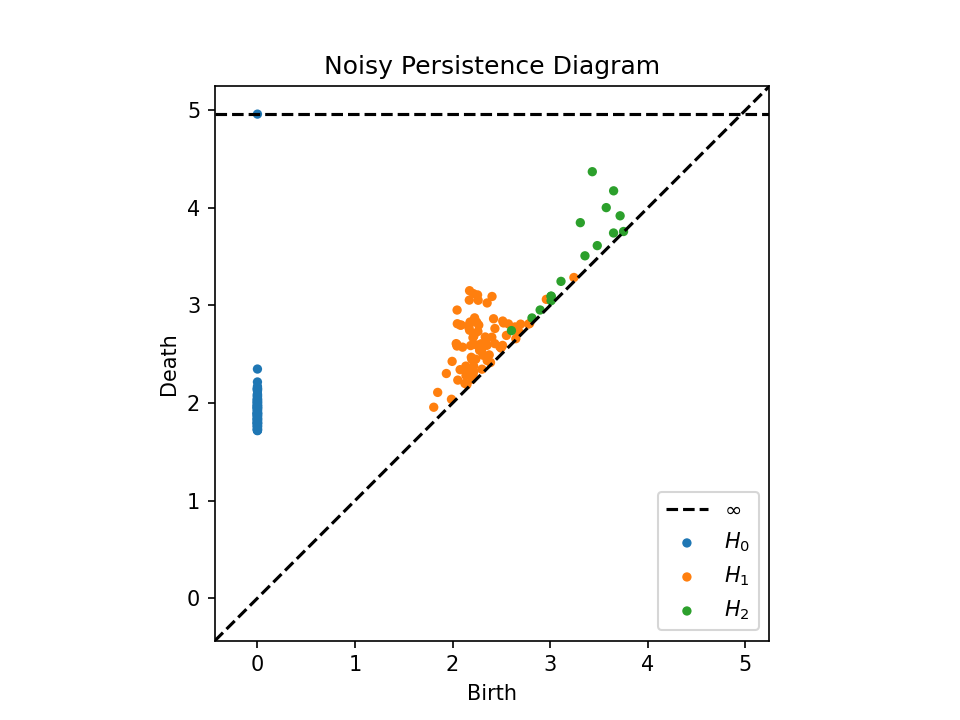 Noisy Persistence Diagram
Death
5
4
3
2
1
0
0 1 2 3 4 5
Birth
∞
H₀
H₁
H₂